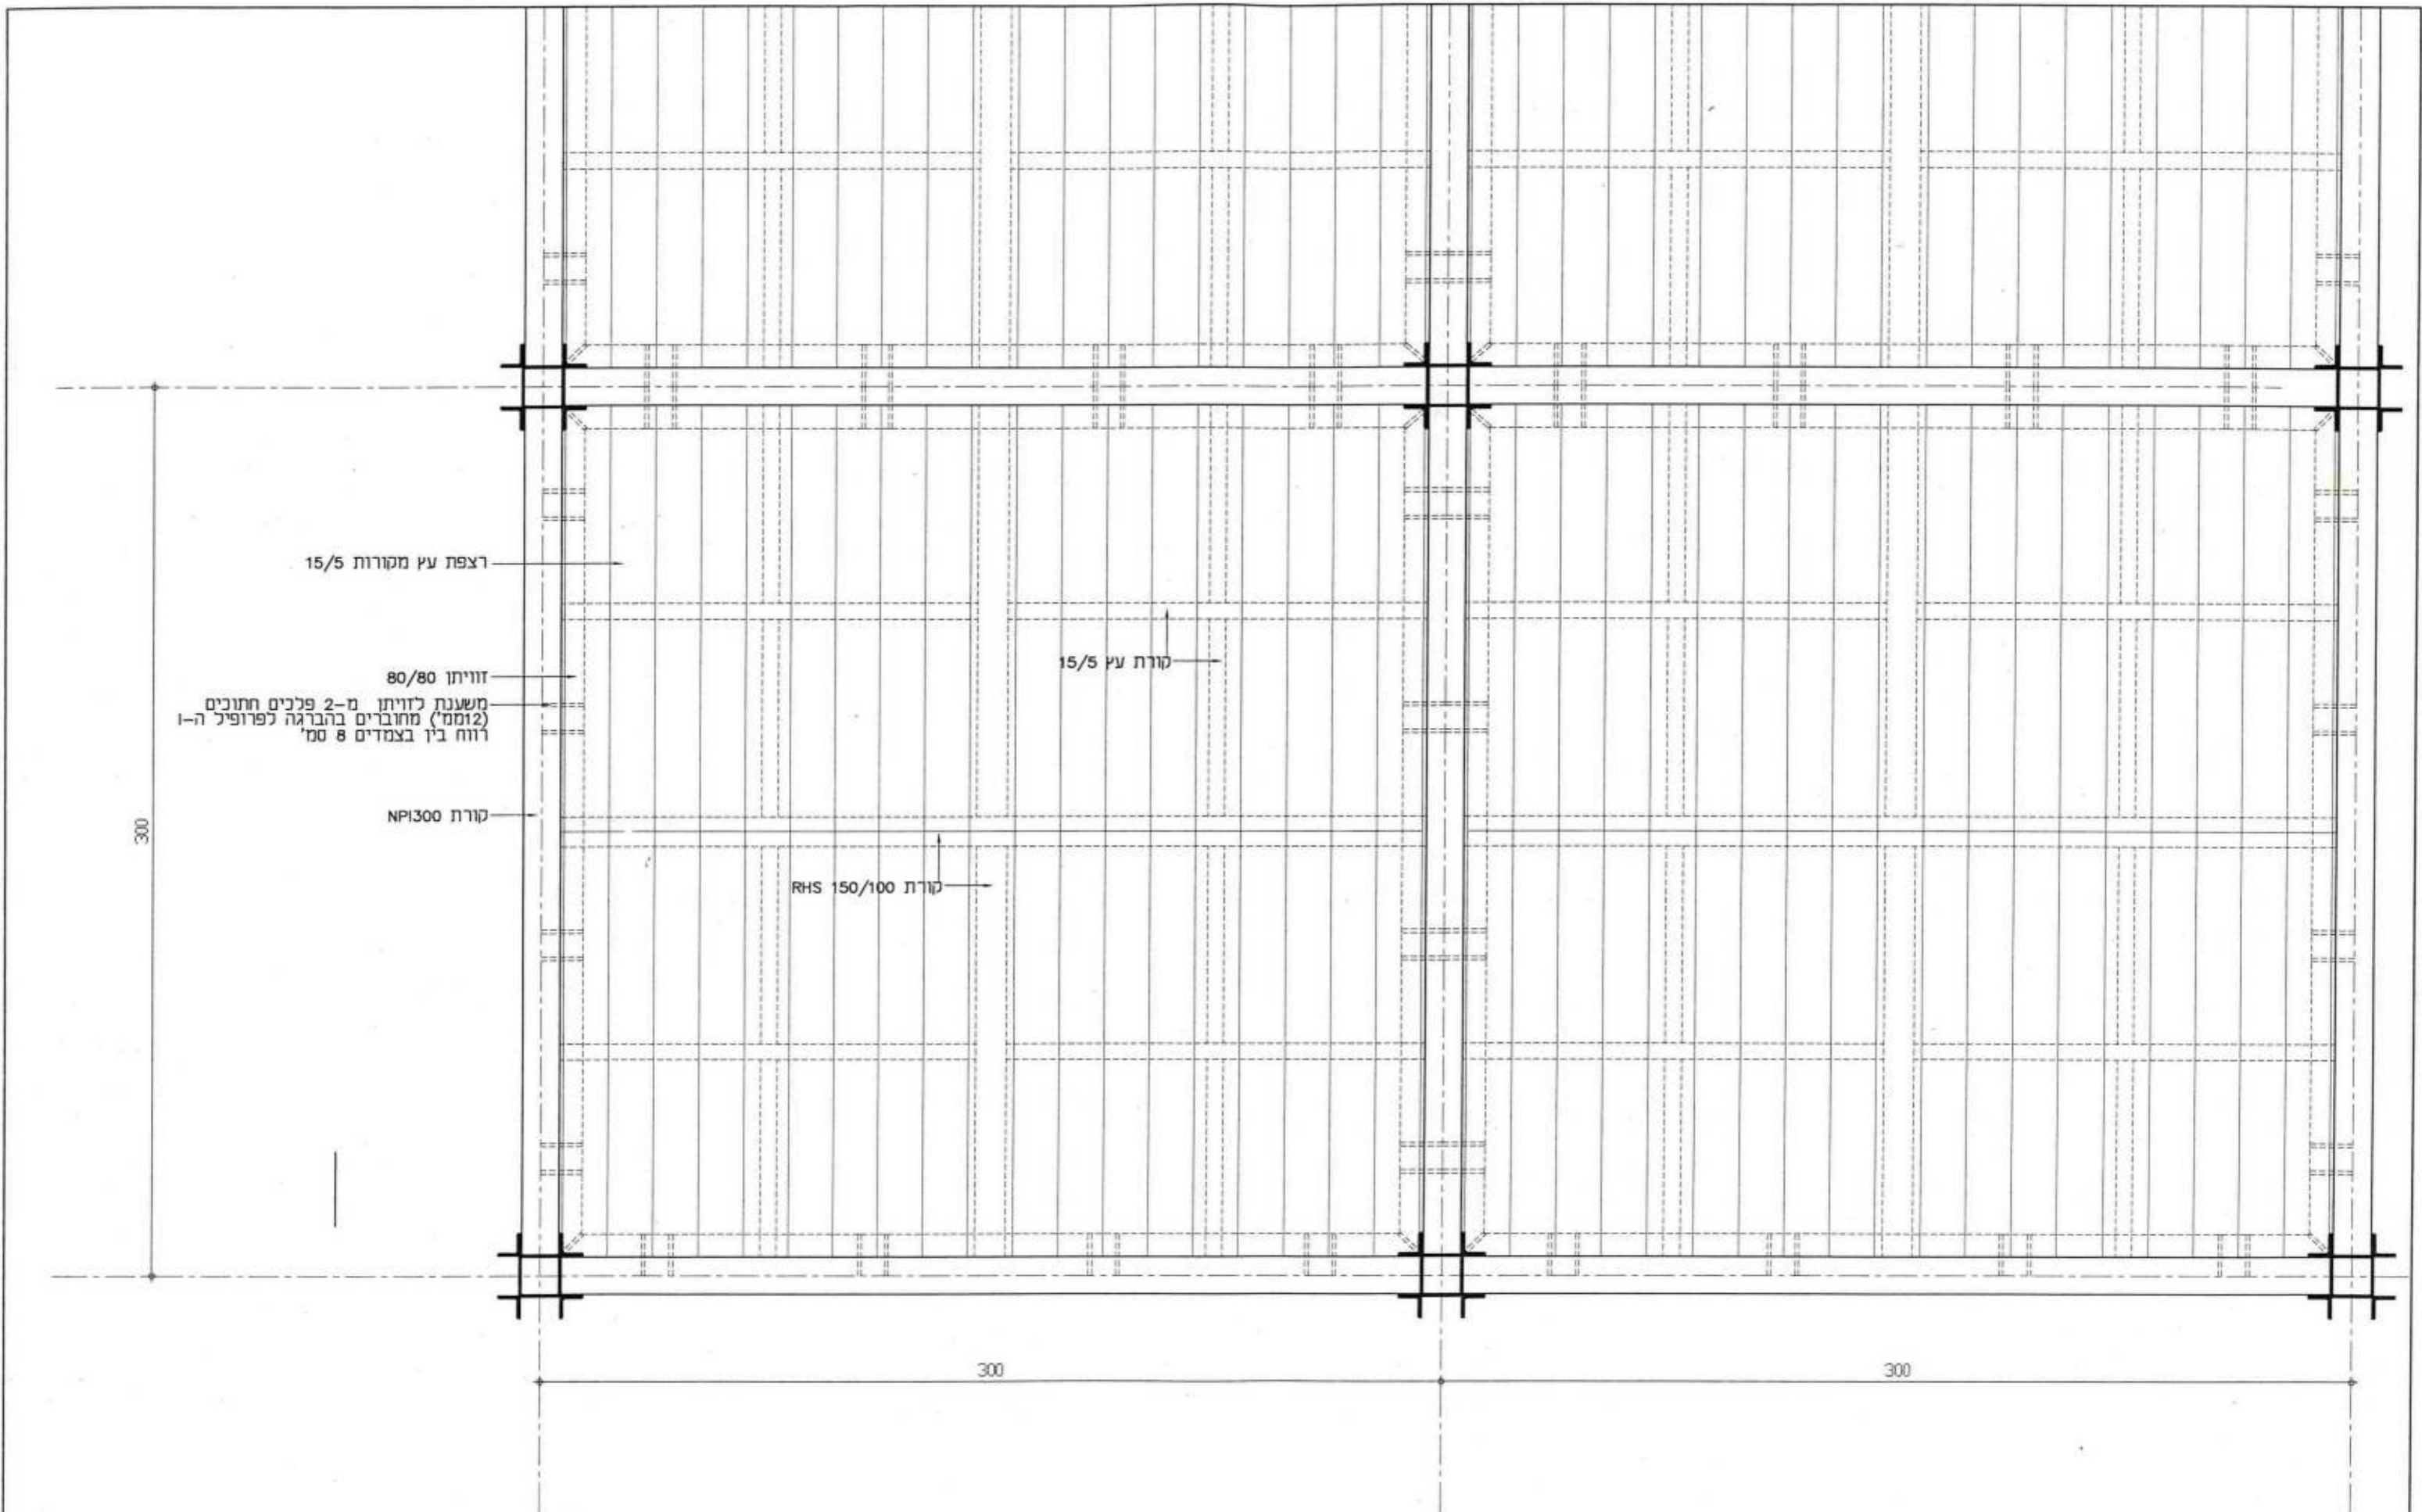 רצפת עץ מקורות 15/5
קורת עץ 15/5
זוויתן 80/80
משענת לזויתן מ-2 פלכים חתוכים
(12ממ') מחוברים בהברגה לפרופיל ה-I
רווח בין בצמדים 8 סמ'
קורת NPI300
קורת RHS 150/100
300
300
300